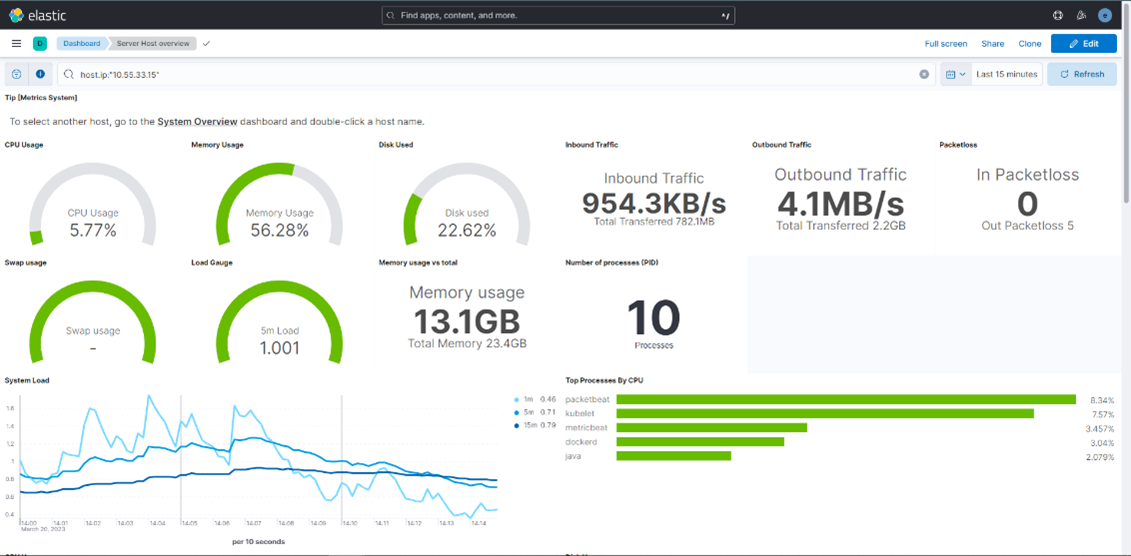 elastic
Find apps, content, and more.
D
Dashboard
Server Host overview
Full screen
Share
Clone
Edit
host.ip:"10.55.33.15"
Last 15 minutes
Refresh
Tip [Metrics System]
To select another host, go to the System Overview dashboard and double-click a host name.
CPU Usage
Memory Usage
Disk Used
Inbound Traffic
Outbound Traffic
Packetloss
CPU Usage
5.77%
Memory Usage
56.28%
Disk used
22.62%
Inbound Traffic
954.3KB/s
Total Transferred 782.1MB
Outbound Traffic
4.1MB/s
Total Transferred 2.2GB
In Packetloss
0
Out Packetloss 5
Swap usage
Load Gauge
Memory usage vs total
Number of processes (PID)
Swap usage
-
5m Load
1.001
Memory usage
13.1GB
Total Memory 23.4GB
10
Processes
System Load
1.6
1.4
1.2
1
0.8
0.6
0.4
14:00
14:01
14:02
14:03
14:04
14:05
14:06
14:07
14:08
14:09
14:10
14:11
14:12
14:13
14:14
March 20, 2023
per 10 seconds
1m 0.46
5m 0.71
15m 0.79
Top Processes By CPU
packetbeat 8.34%
kubelet 7.57%
metricbeat 3.457%
dockerd 3.04%
java 2.079%